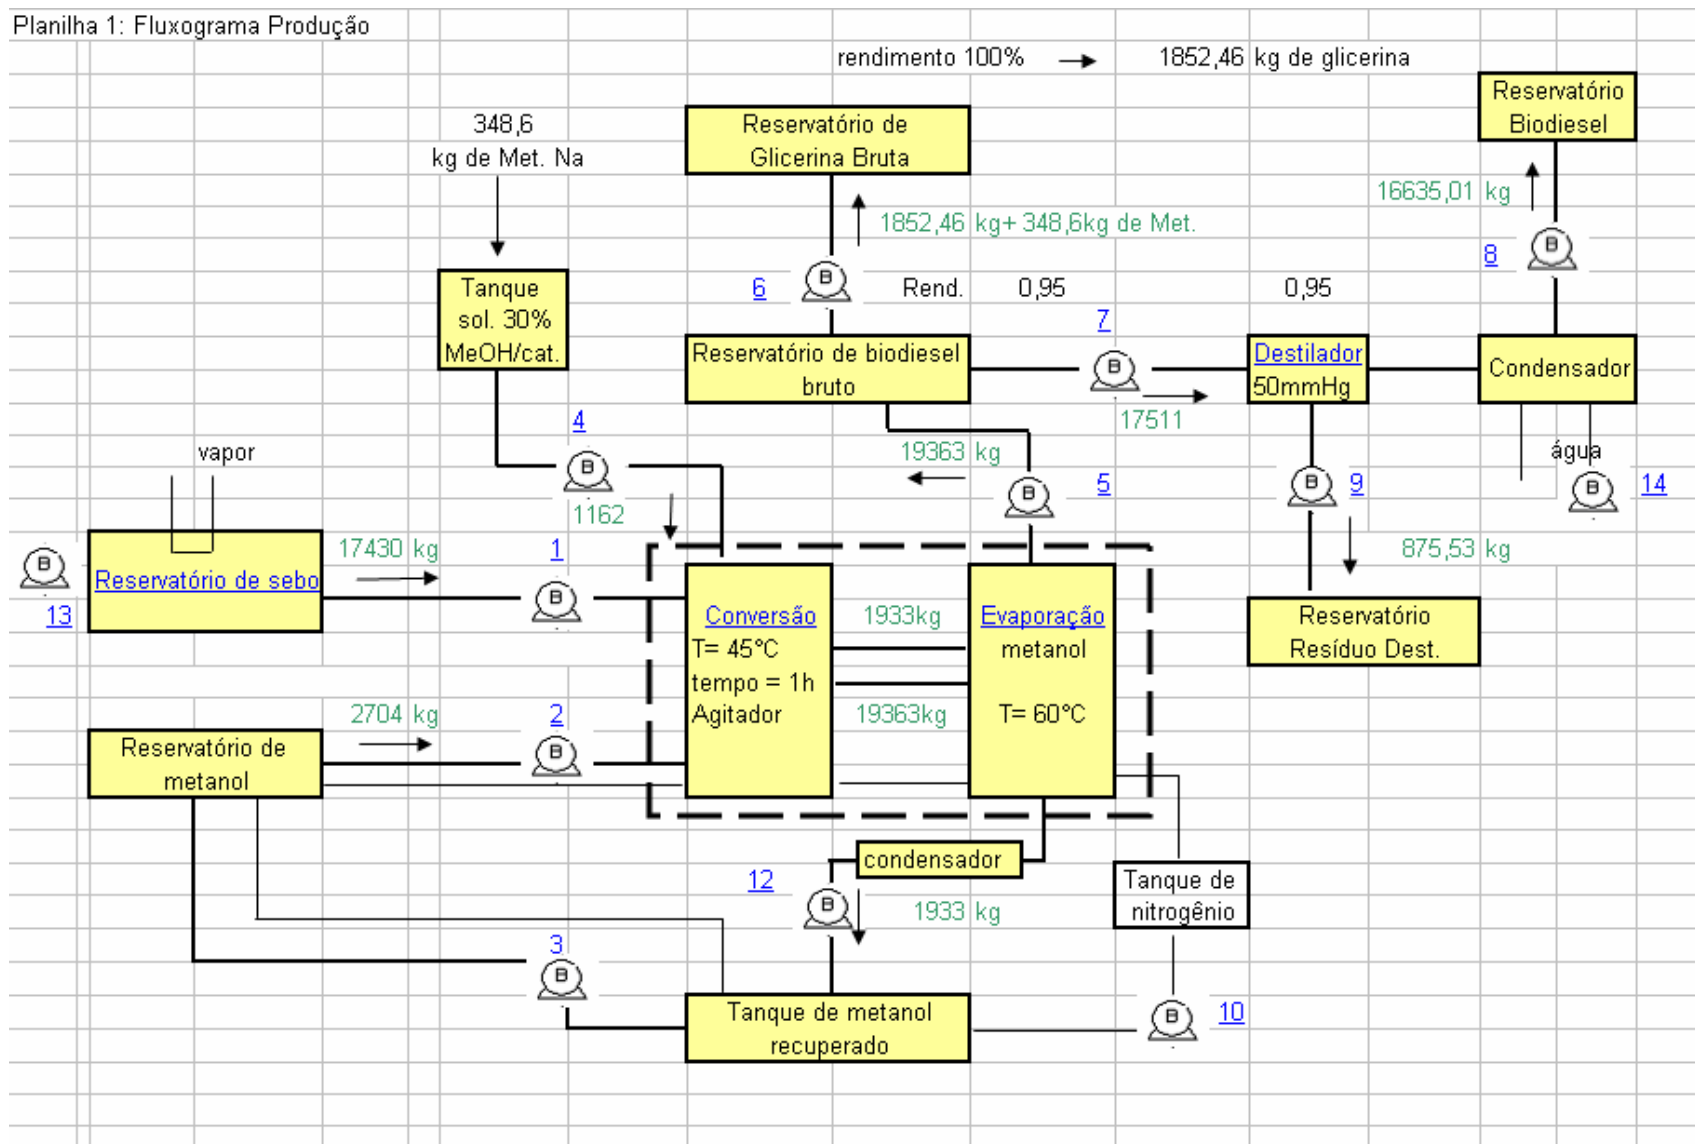 Planilha 1: Fluxograma Produção
rendimento 100%
1852,46 kg de glicerina
348,6
kg de Met. Na
Reservatório de
Glicerina Bruta
Reservatório
Biodiesel
16635,01 kg
1852,46 kg+ 348,6kg de Met.
B
8
Tanque
sol. 30%
MeOH/cat.
6
B
Rend.
0,95
0,95
7
Reservatório de biodiesel
bruto
B
Destilador
50mmHg
Condensador
17511
4
19363 kg
vapor
B
água
5
B
B
9
B
14
1162
17430 kg
1
875,53 kg
B
Reservatório de sebo
13
B
Conversão
T= 45°C
tempo = 1h
Agitador
1933kg
19363kg
Evaporação
metanol
T= 60°C
Reservatório
Resíduo Dest.
2704 kg
2
Reservatório de
metanol
B
condensador
12
B
1933 kg
Tanque de
nitrogênio
3
B
Tanque de metanol
recuperado
B
10